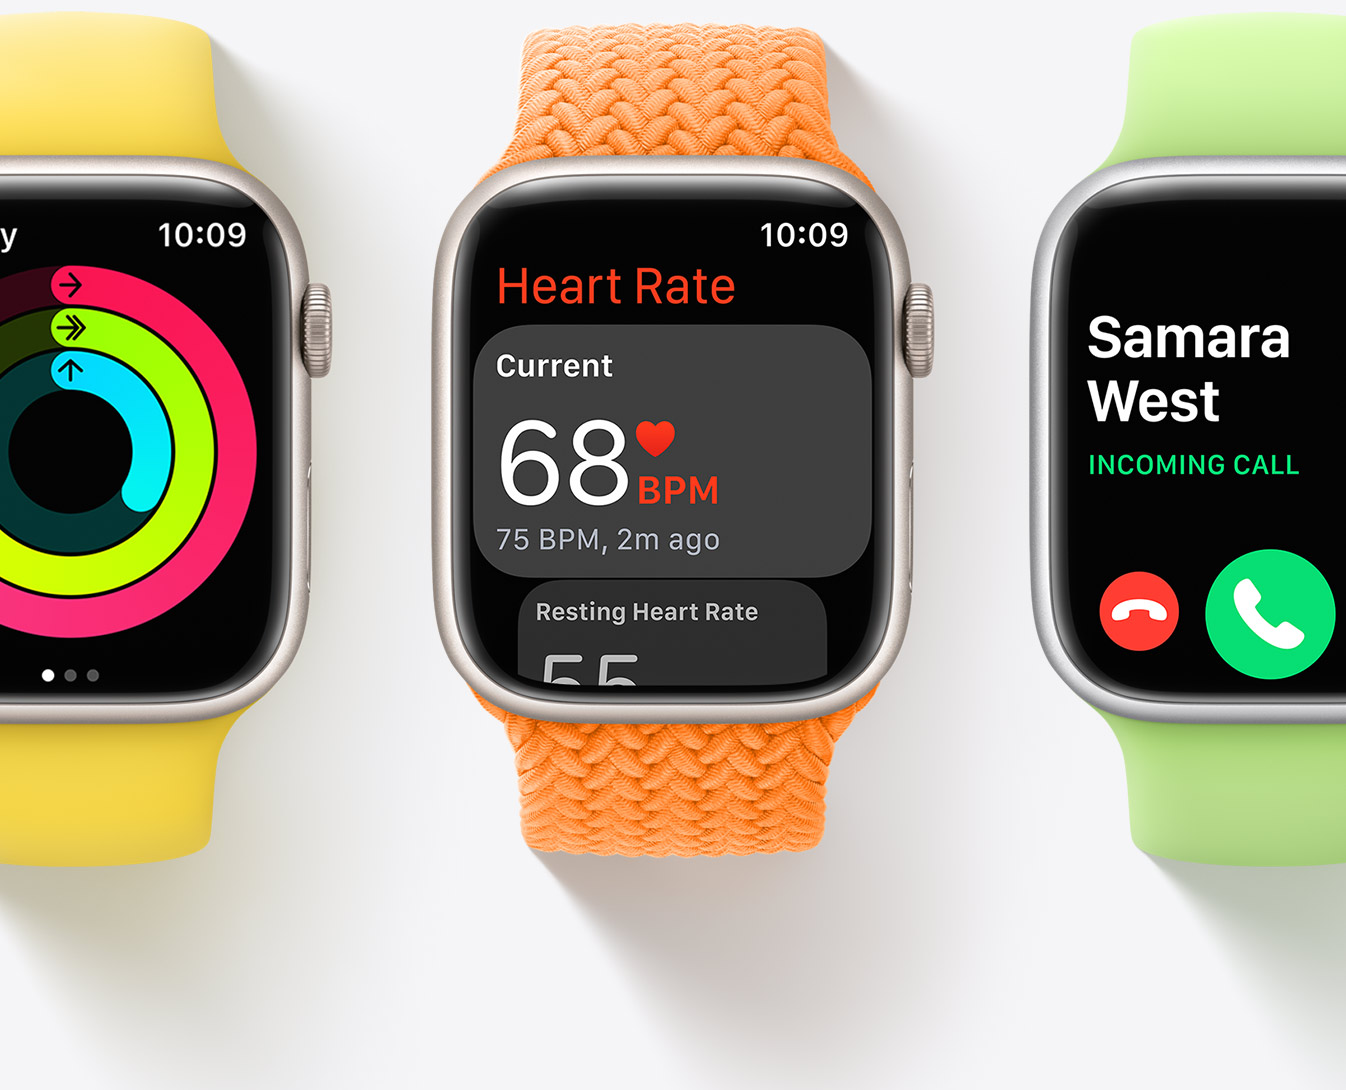 10:09
10:09
Heart Rate
Current
68 BPM
75 BPM, 2m ago
Resting Heart Rate
55
Samara
West
INCOMING CALL